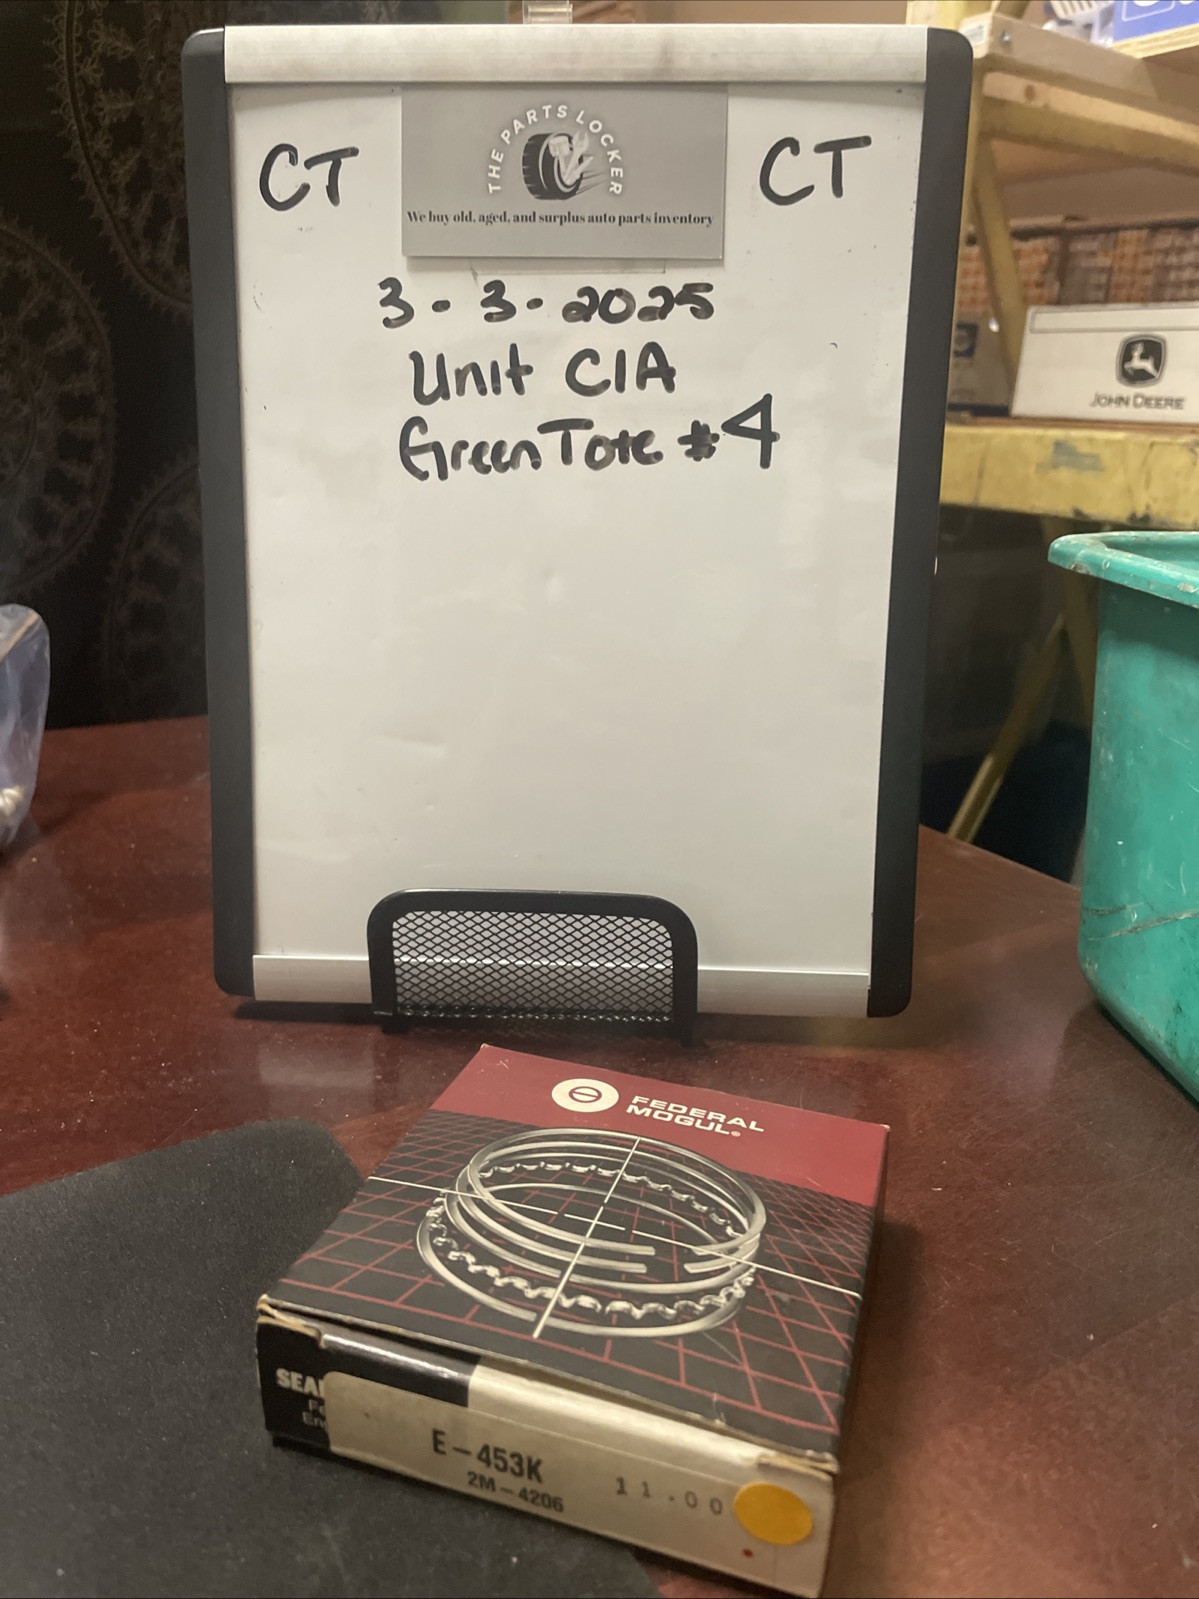 CT
THE PARTS LOCKER
We buy old, aged, and surplus auto parts inventory
CT
3-3-2025
Unit C1A
Green Tote #4
JOHN DEERE
FEDERAL
MOGUL®
E-453K
2M-4206
11.00